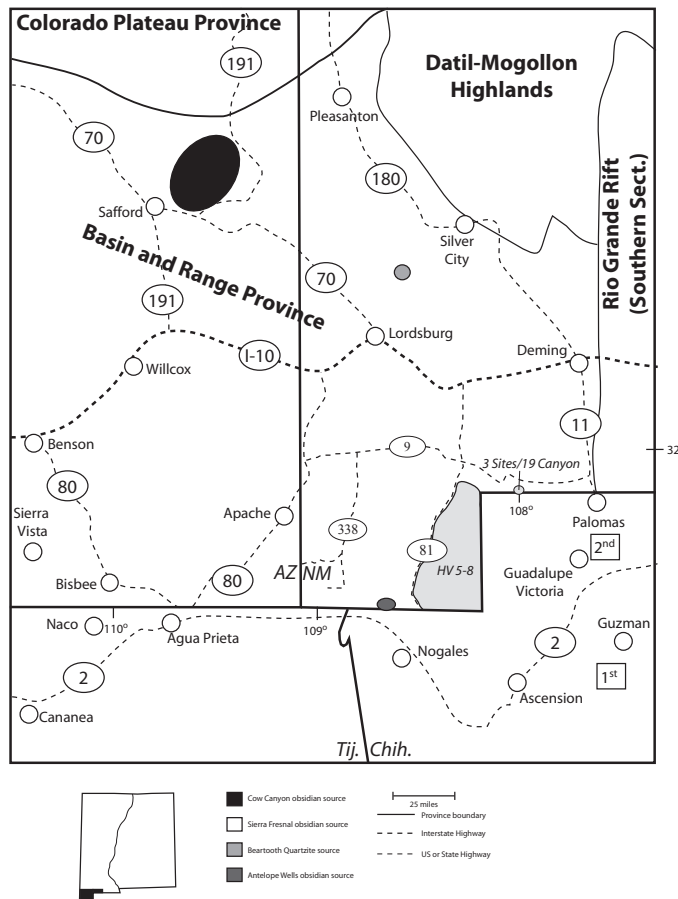 Colorado Plateau Province
191
Datil-Mogollon
Highlands
Pleasanton
70
180
Rio Grande Rift
(Southern Sect.)
Safford
Silver
City
Basin and Range Province
70
191
Lordsburg
Deming
I-10
Willcox
11
Benson
9
32
3 Sites/19 Canyon
80
108º
Sierra
Vista
Apache
Palomas
338
2nd
81
AZ NM
HV 5-8
Guadalupe
Victoria
Bisbee
80
Naco
110º
109º
Agua Prieta
Guzman
2
Nogales
1st
2
Ascension
Cananea
Tij. Chih.
Cow Canyon obsidian source
Sierra Fresnal obsidian source
Beartooth Quartzite source
Antelope Wells obsidian source
25 miles
Province boundary
Interstate Highway
US or State Highway